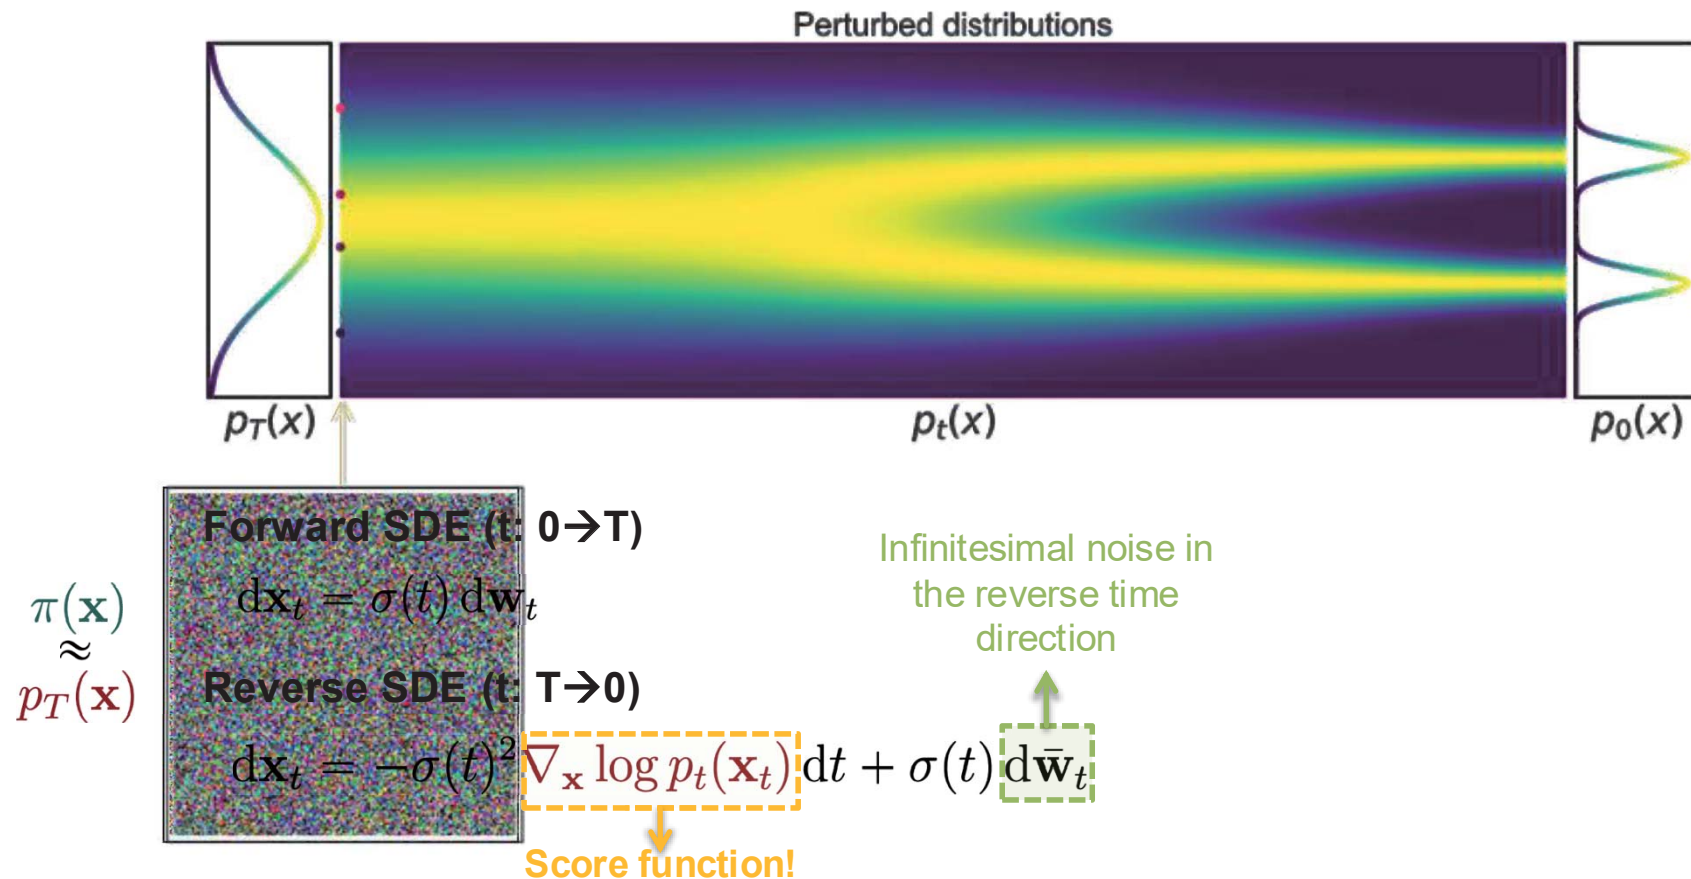 Perturbed distributions
p_T(x)
p_t(x)
p_0(x)
Forward SDE (t: 0→T)
dx_t = σ(t) dw_t
Infinitesimal noise in
the reverse time
direction
π(x)
≈
p_T(x)
Reverse SDE (t: T→0)
dx_t = −σ(t)² ∇_x log p_t(x_t) dt + σ(t) dw̄_t
Score function!